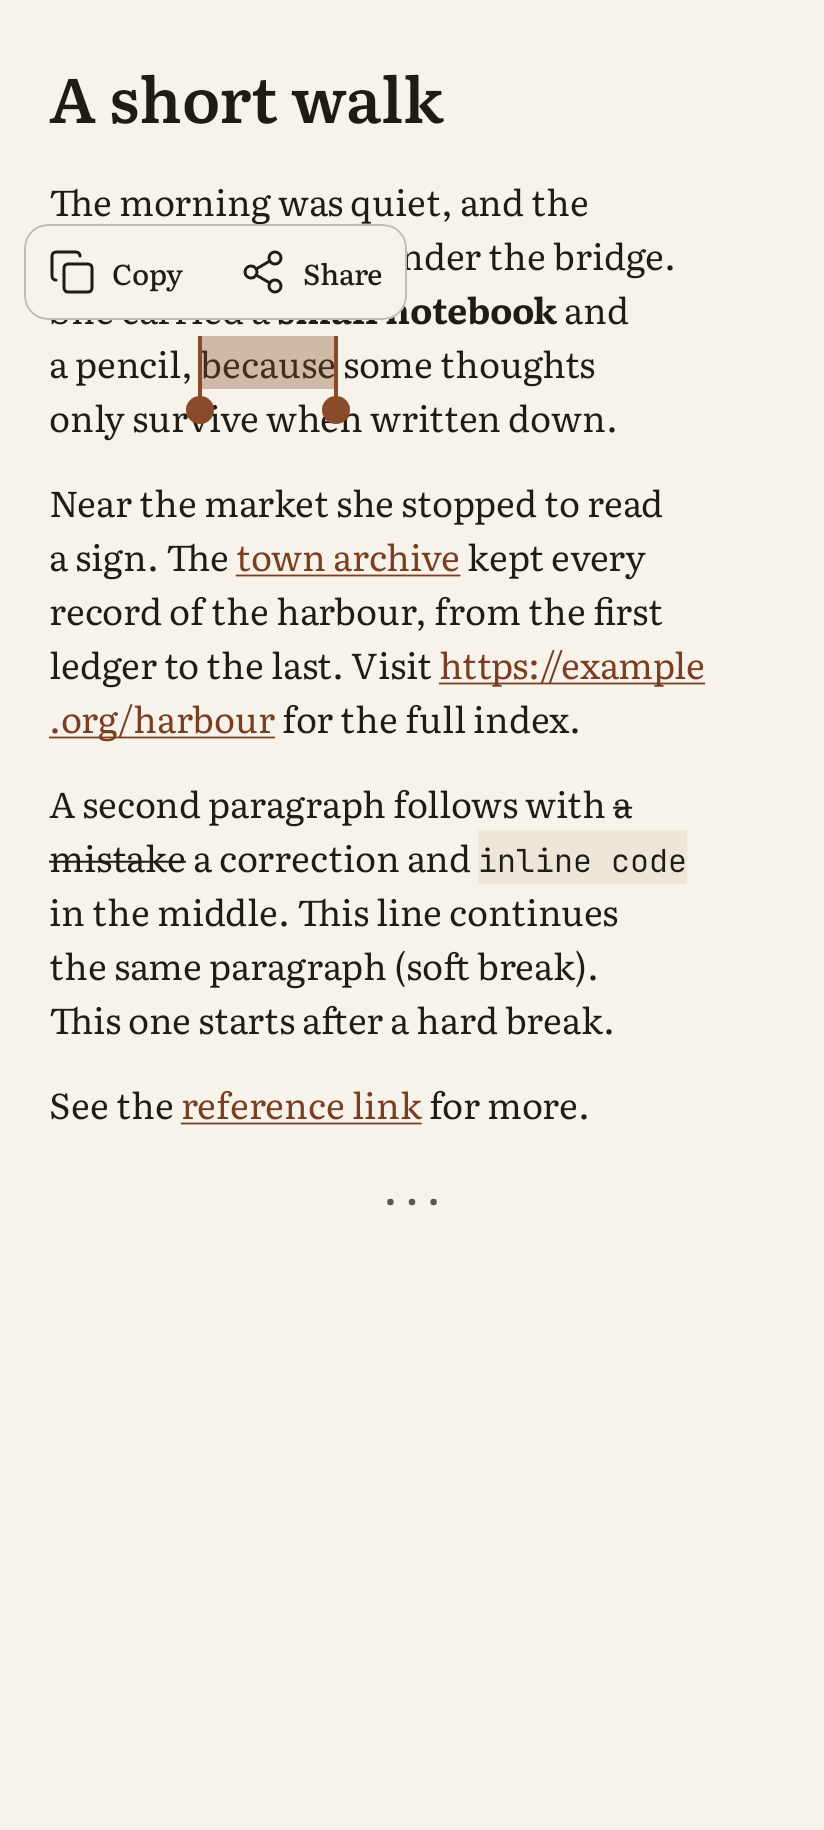 A short walk
The morning was quiet, and the
the bridge.
Copy Share
notebook and
a pencil, because some thoughts
only survive when written down.
Near the market she stopped to read
a sign. The town archive kept every
record of the harbour, from the first
ledger to the last. Visit https://example
.org/harbour for the full index.
A second paragraph follows with a
mistake a correction and inline code
in the middle. This line continues
the same paragraph (soft break).
This one starts after a hard break.
See the reference link for more.